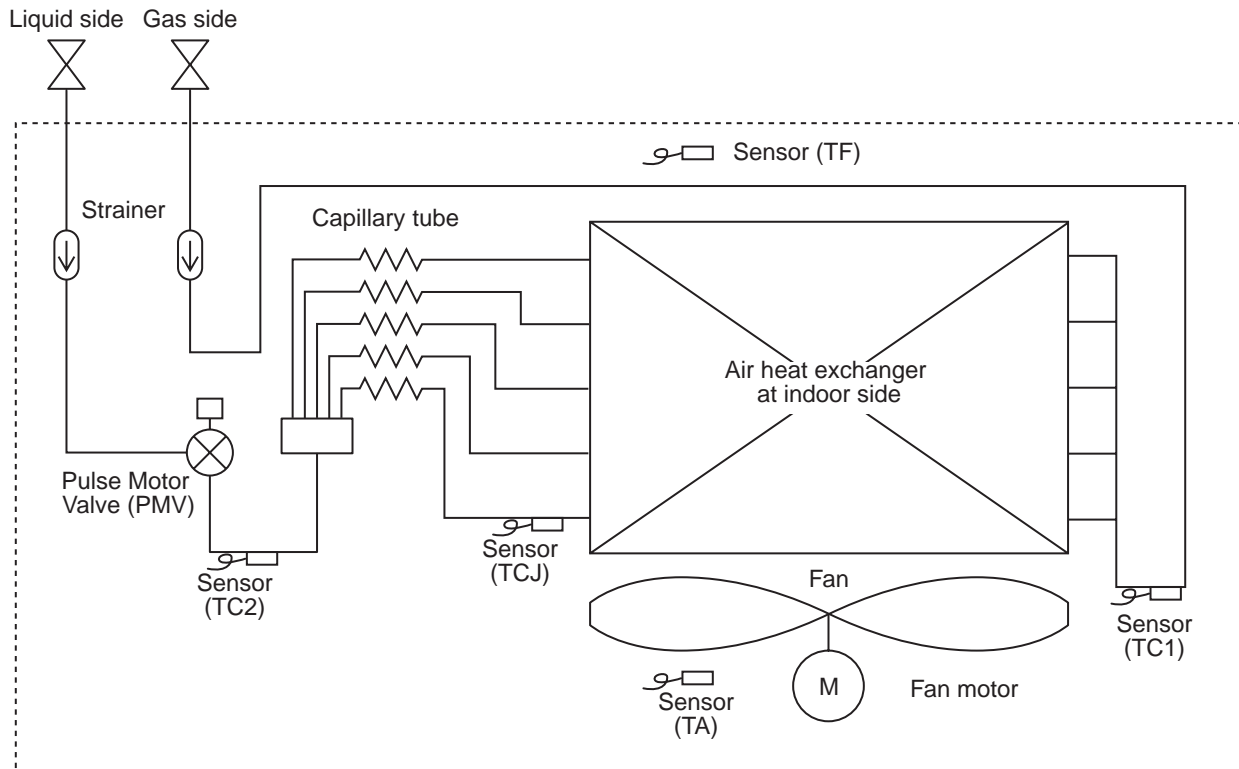 Liquid side
Gas side
Sensor (TF)
Strainer
Capillary tube
Air heat exchanger
at indoor side
Pulse Motor
Valve (PMV)
Sensor
(TCJ)
Sensor
(TC2)
Fan
Sensor
(TC1)
Sensor
(TA)
M
Fan motor